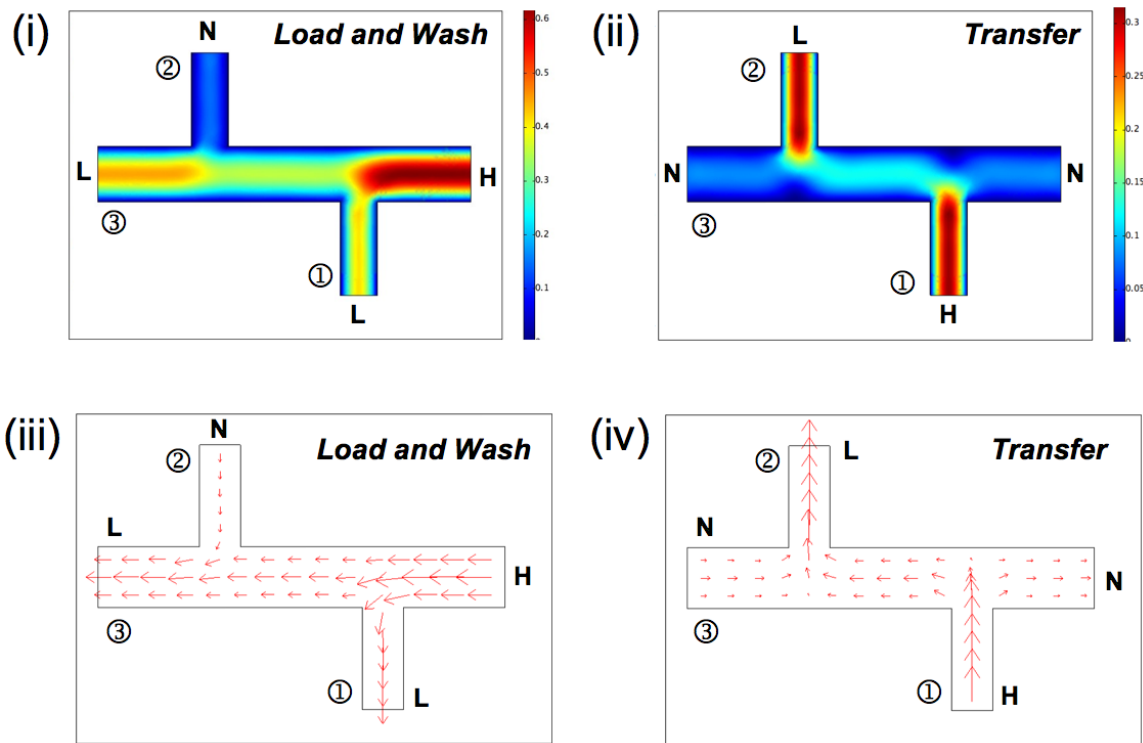 (i)
Load and Wash
N
②
L
H
③
①
L
0.6
0.5
0.4
0.3
0.2
0.1
(ii)
Transfer
L
②
N
N
③
①
H
0.3
0.25
0.2
0.15
0.1
0.05
0
(iii)
Load and Wash
N
②
L
H
③
①
L
(iv)
Transfer
②
L
N
N
③
①
H